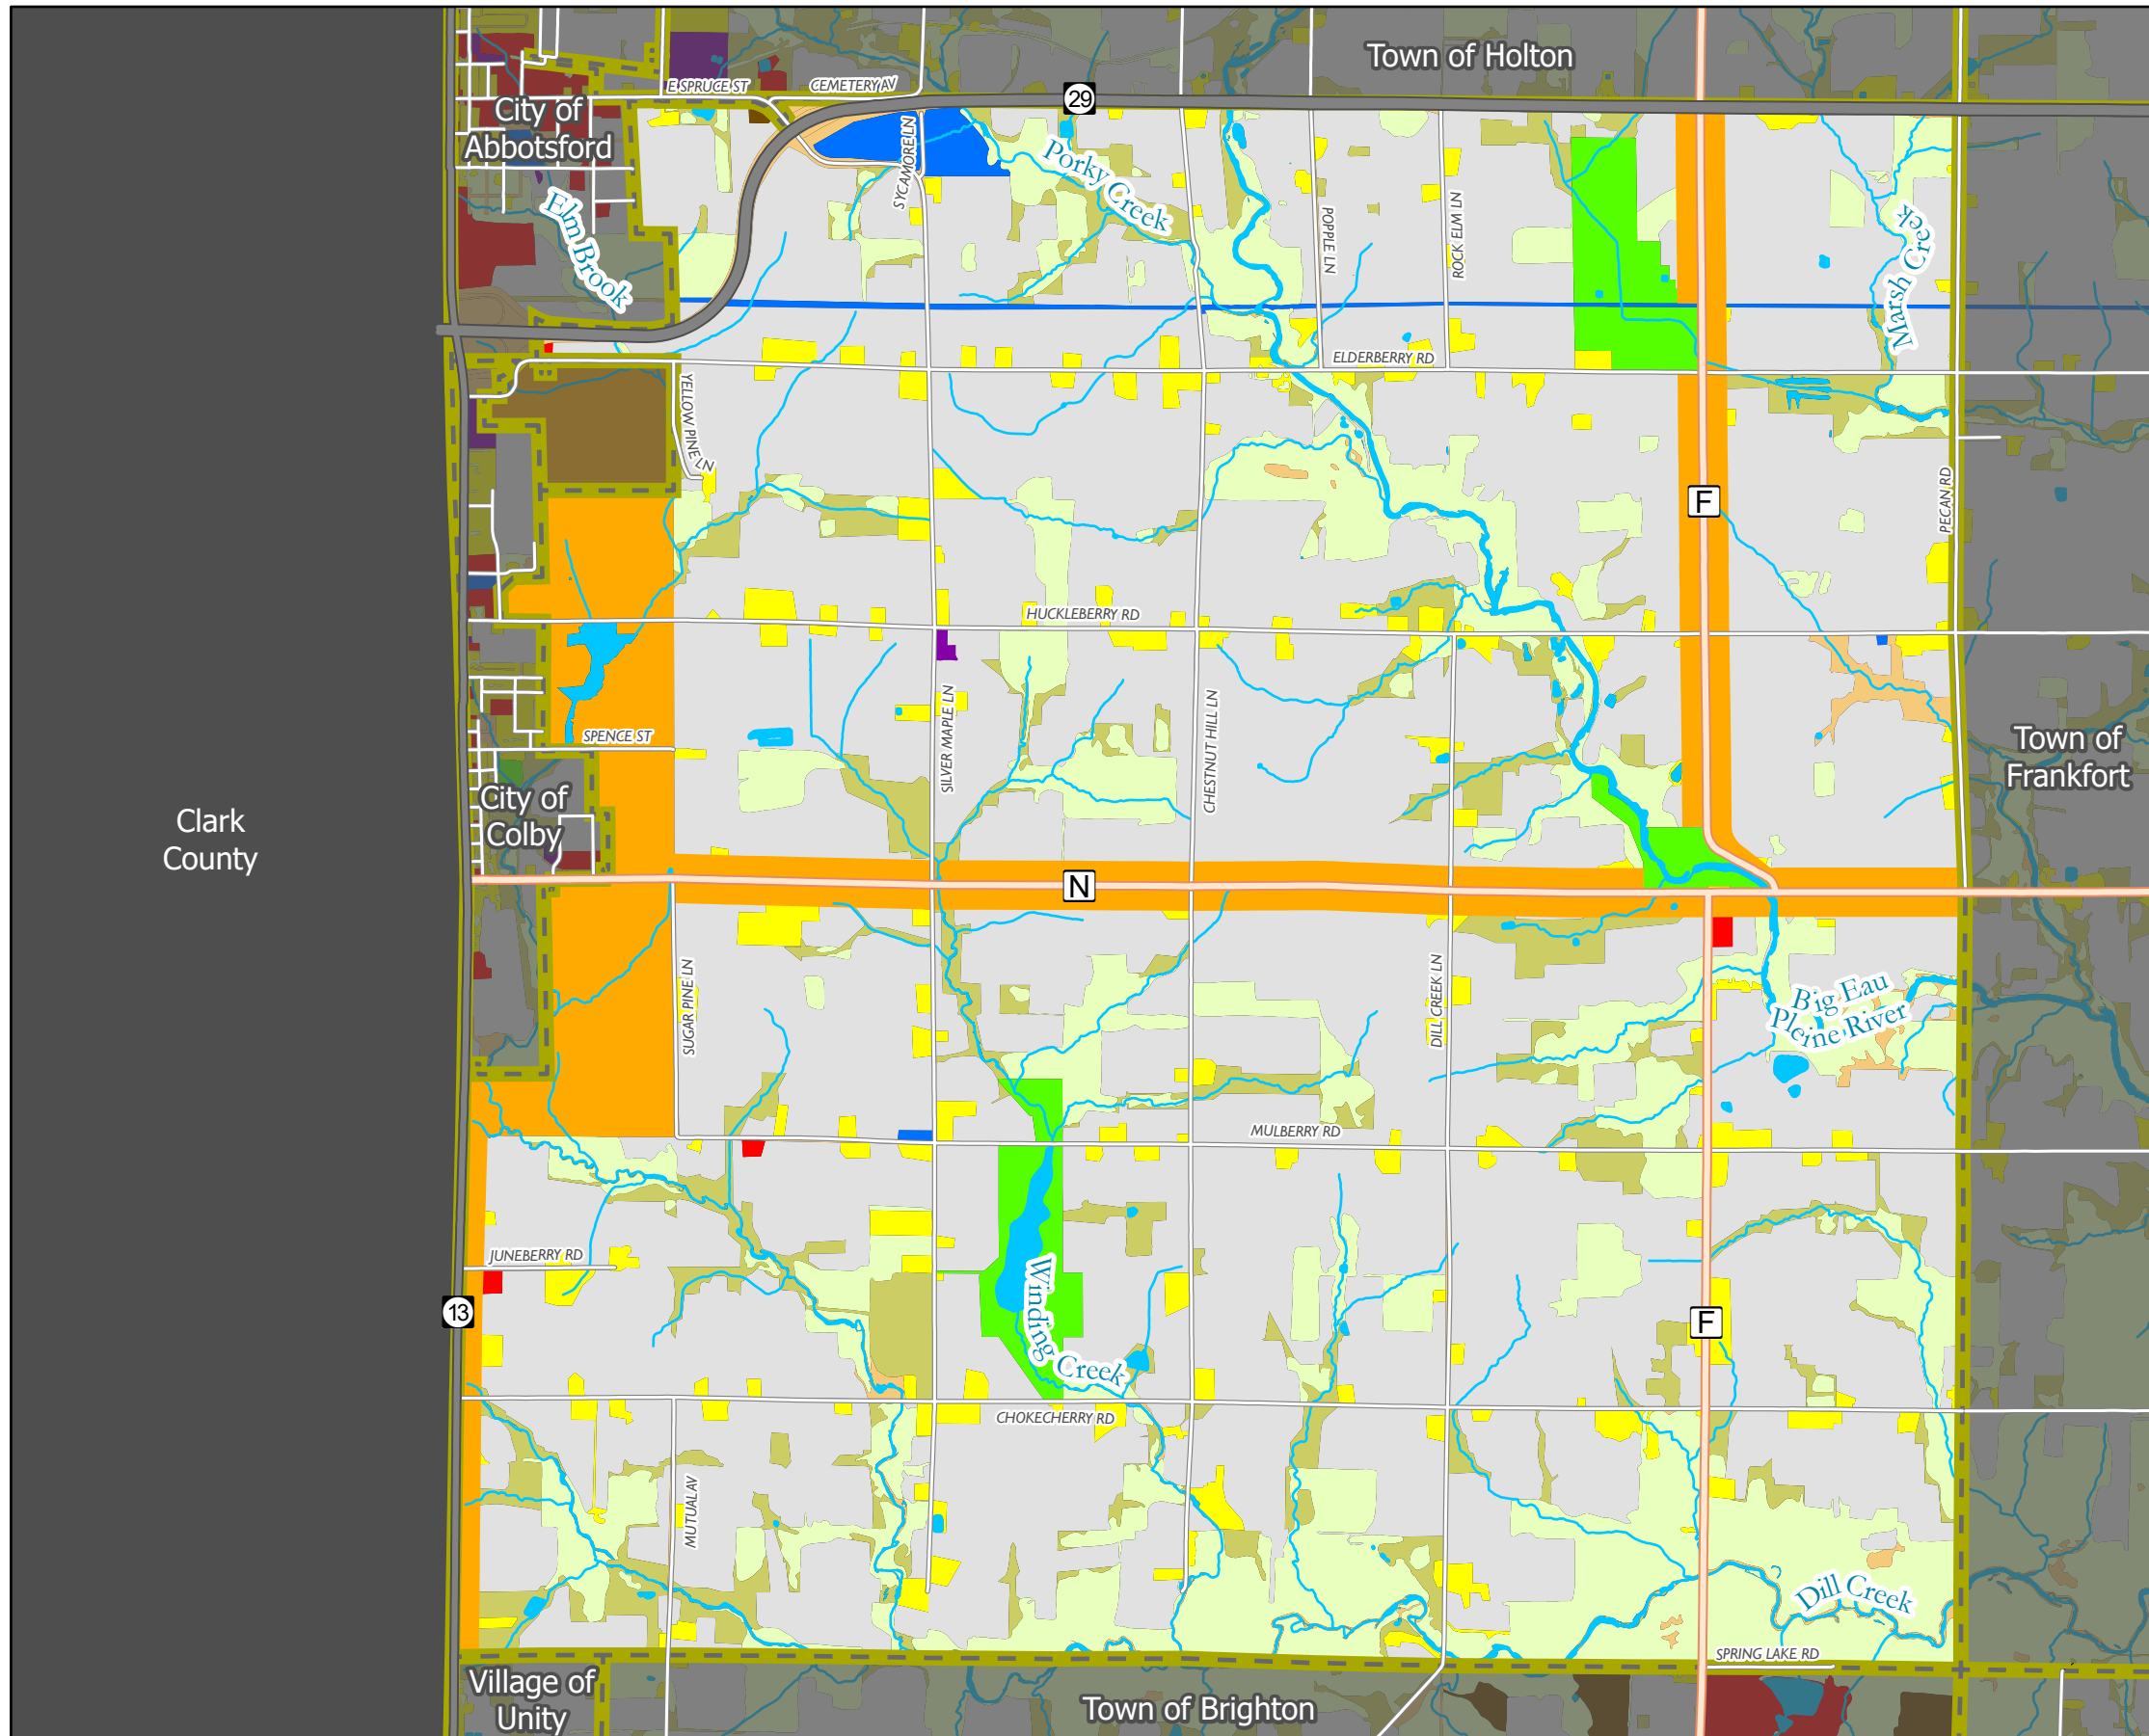 Town of Holton
E SPRUCE ST
CEMETERY AV
29
City of
Abbotsford
SYCAMORE LN
Porky Creek
Elm Brook
POPPLE LN
ROCK ELM LN
Marsh Creek
ELDERBERRY RD
YELLOW PINE LN
F
PECAN RD
HUCKLEBERRY RD
SILVER MAPLE LN
CHESTNUT HILL LN
SPENCE ST
Town of
Frankfort
City of
Colby
Clark
County
N
SUGAR PINE LN
DILL CREEK LN
Big Eau
Pleine River
MULBERRY RD
JUNEBERRY RD
13
Winding Creek
F
CHOKECHERRY RD
MUTUAL AV
Dill Creek
SPRING LAKE RD
Village of
Unity
Town of Brighton